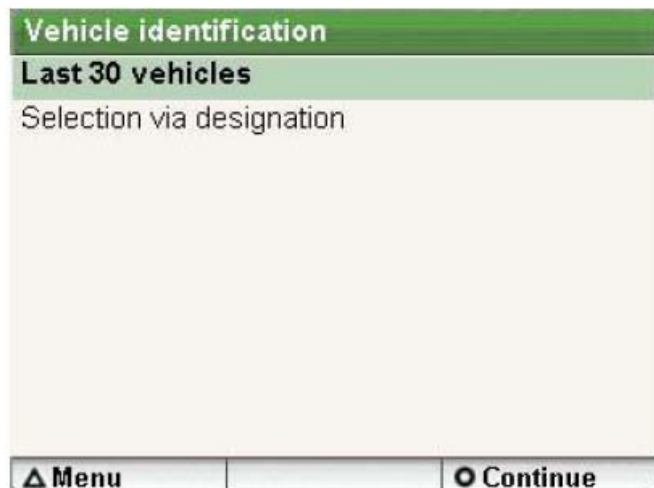 Vehicle identification
Last 30 vehicles
Selection via designation
Menu Continue